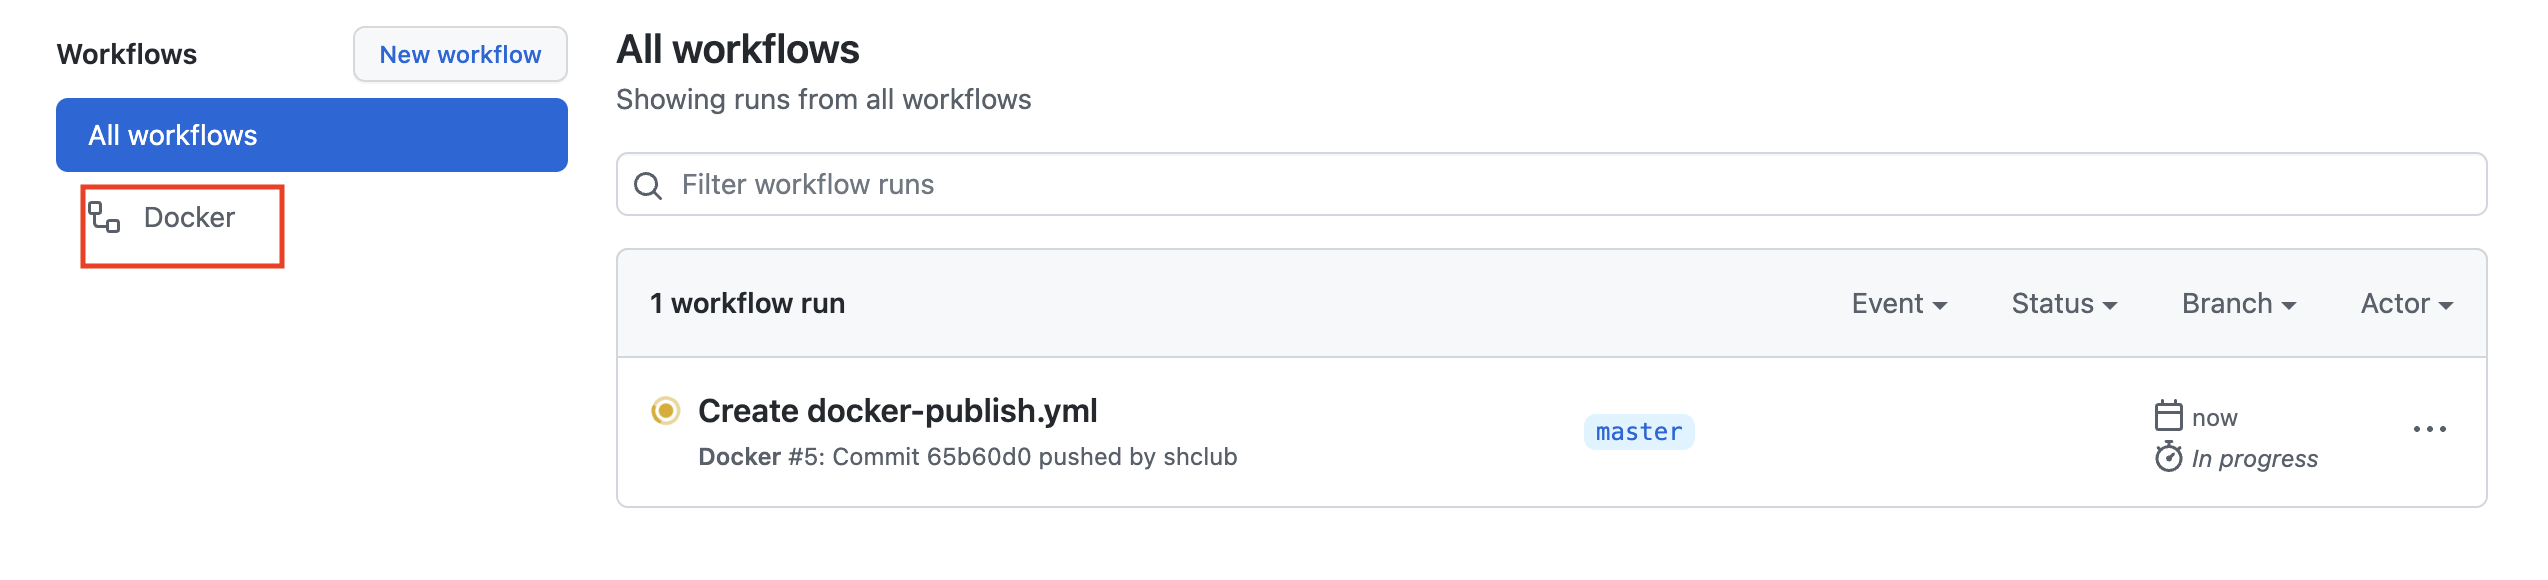 Workflows
New workflow
All workflows
Docker
All workflows
Showing runs from all workflows
Filter workflow runs
1 workflow run
Event
Status
Branch
Actor
Create docker-publish.yml
Docker #5: Commit 65b60d0 pushed by shclub
master
now
In progress